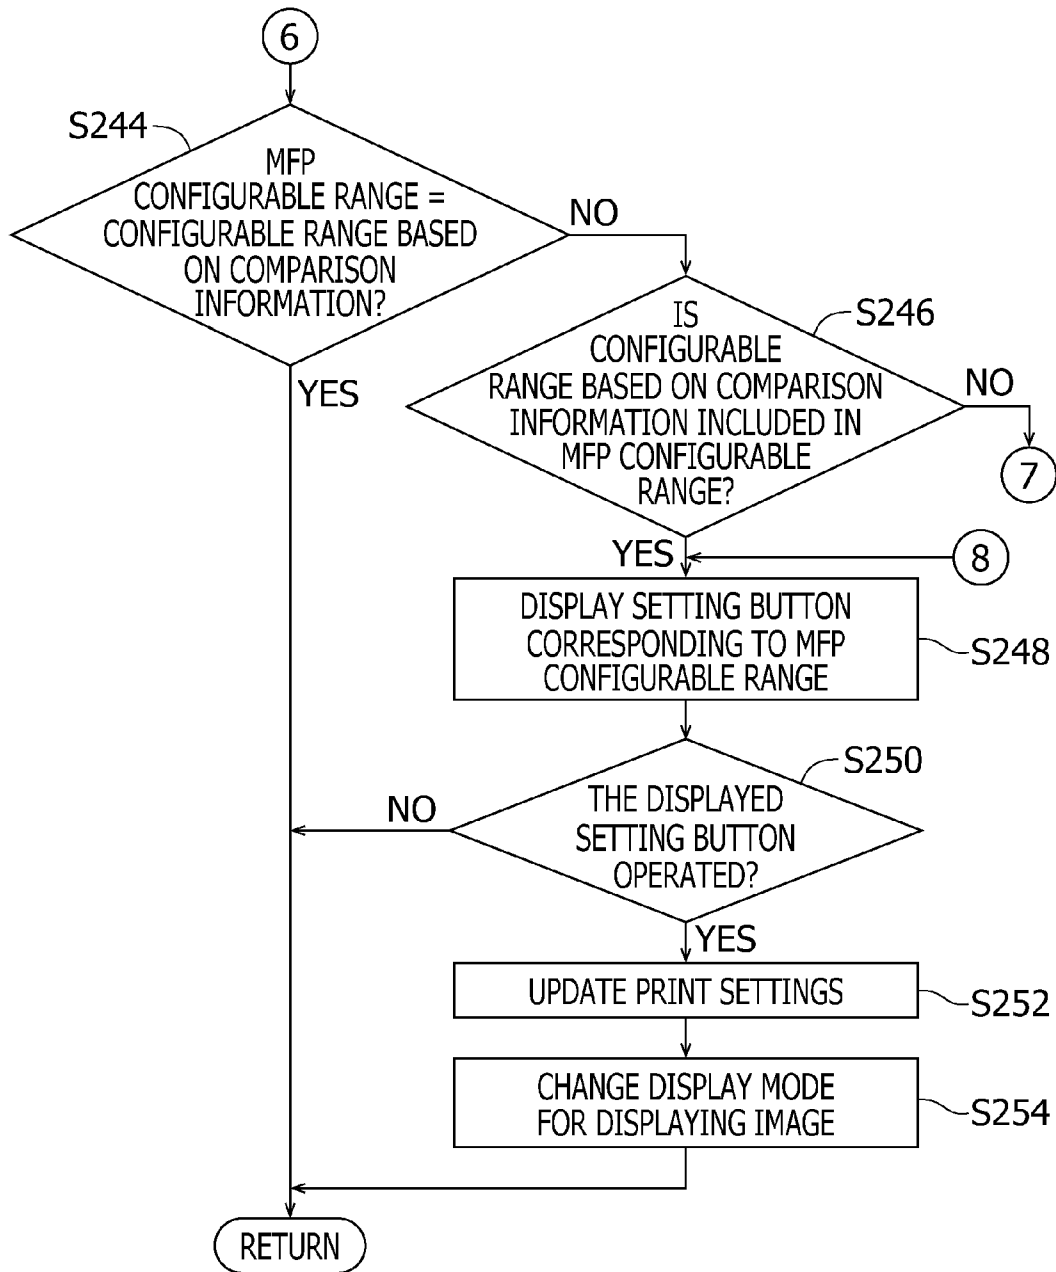 6
S244
MFP
CONFIGURABLE RANGE =
CONFIGURABLE RANGE BASED
ON COMPARISON
INFORMATION?
NO
YES
S246
IS
CONFIGURABLE
RANGE BASED ON COMPARISON
INFORMATION INCLUDED IN
MFP CONFIGURABLE
RANGE?
NO
7
YES
8
DISPLAY SETTING BUTTON
CORRESPONDING TO MFP
CONFIGURABLE RANGE
S248
S250
THE DISPLAYED
SETTING BUTTON
OPERATED?
NO
YES
UPDATE PRINT SETTINGS
S252
CHANGE DISPLAY MODE
FOR DISPLAYING IMAGE
S254
RETURN